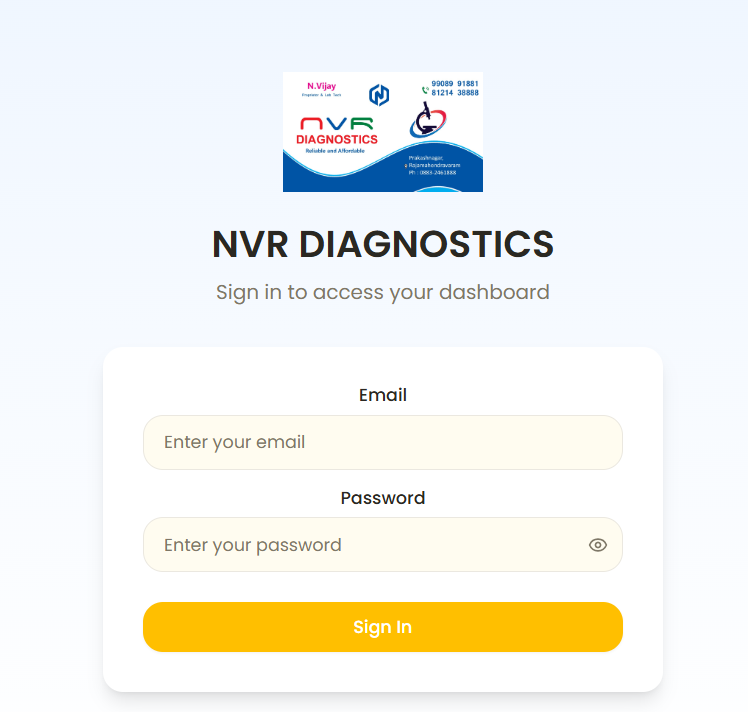 N.Vijay
Proprietor & Lab Tech
99089 91881
81214 38888
nVR
DIAGNOSTICS
Reliable and Affordable
Prakashnagar,
Rajamahendravaram
Ph : 0883-2461888
NVR DIAGNOSTICS
Sign in to access your dashboard
Email
Enter your email
Password
Enter your password
Sign In